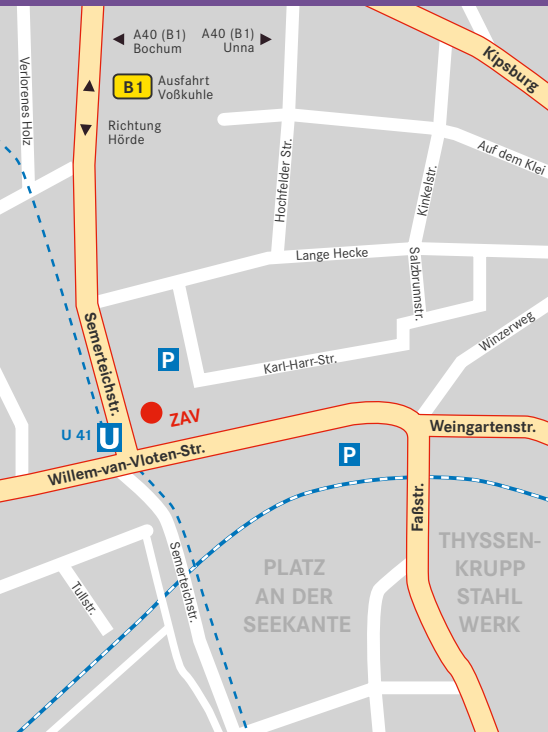 A40 (B1)
Bochum
A40 (B1)
Unna
B1
Ausfahrt
Voßkuhle
Richtung
Hörde
Verlorenes Holz
Kipsburg
Auf dem Klei
Hochfelder Str.
Kinkelstr.
Lange Hecke
Salzbrunnstr.
Semerteichstr.
P
Karl-Harr-Str.
Winzerweg
ZAV
U 41
U
Weingartenstr.
Willem-van-Vloten-Str.
P
Faßstr.
Semerteichstr.
Tullstr.
PLATZ
AN DER
SEEKANTE
THYSSEN-
KRUPP
STAHL
WERK